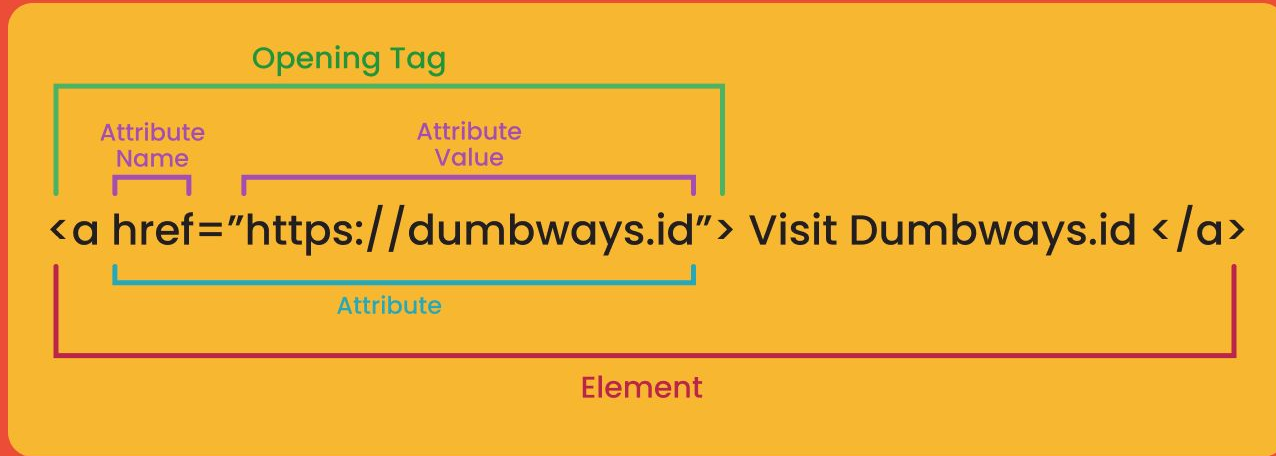 Opening Tag
Attribute
Name
Attribute
Value
<a href=”https://dumbways.id”> Visit Dumbways.id </a>
Attribute
Element